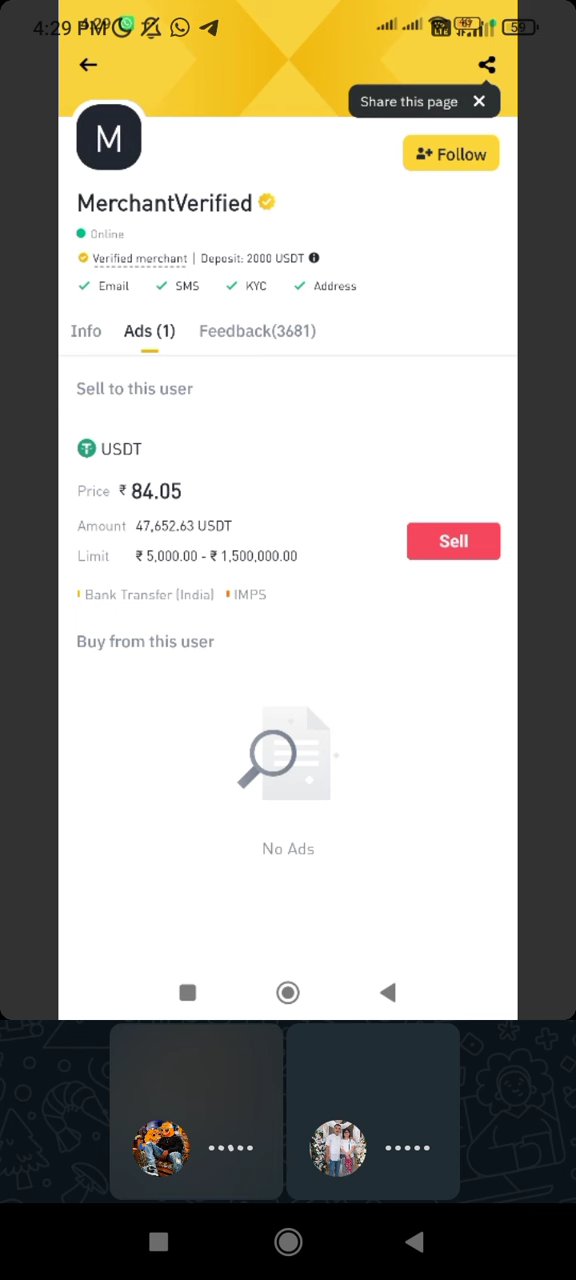 4:29 PM
59
Share this page ✕
M
Follow
MerchantVerified
Online
Verified merchant | Deposit: 2000 USDT
Email SMS KYC Address
Info Ads (1) Feedback(3681)
Sell to this user
USDT
Price ₹ 84.05
Amount 47,652.63 USDT
Sell
Limit ₹ 5,000.00 - ₹ 1,500,000.00
Bank Transfer (India) IMPS
Buy from this user
No Ads